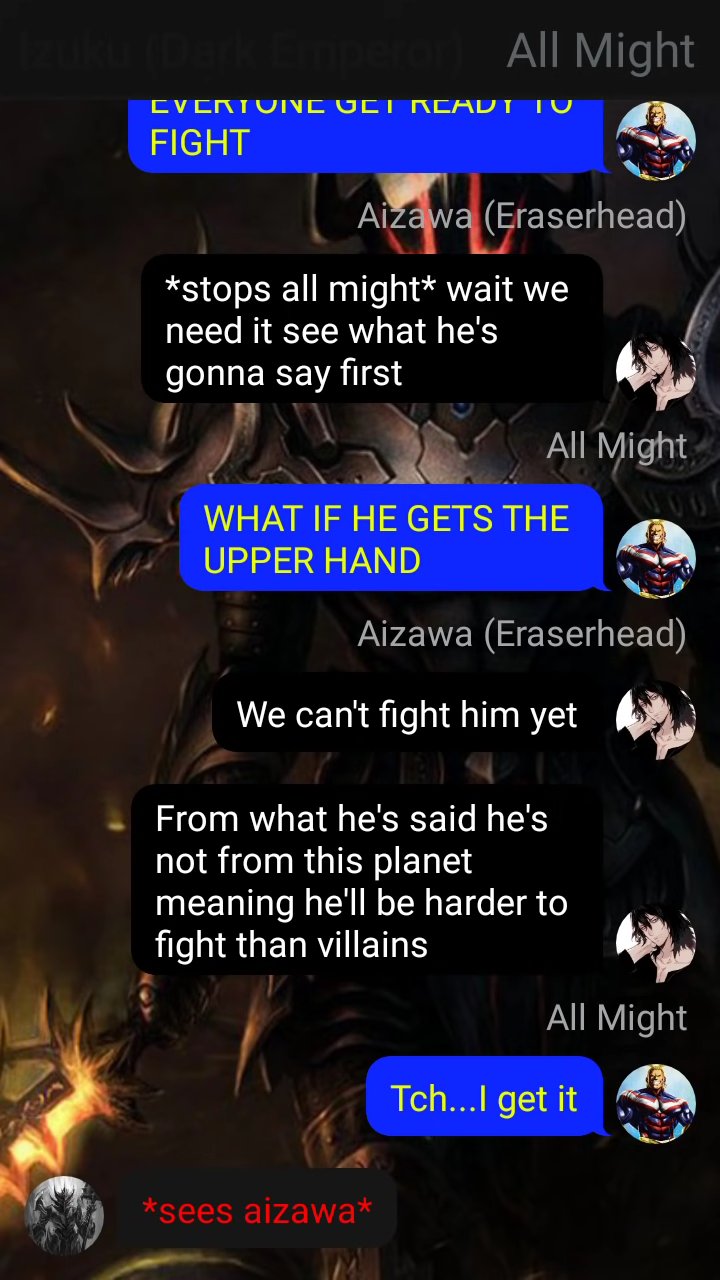 Izuku (Dark Emperor)
All Might
EVERYONE GET READY TO
FIGHT
Aizawa (Eraserhead)
*stops all might* wait we
need it see what he's
gonna say first
All Might
WHAT IF HE GETS THE
UPPER HAND
Aizawa (Eraserhead)
We can't fight him yet
From what he's said he's
not from this planet
meaning he'll be harder to
fight than villains
All Might
Tch...I get it
*sees aizawa*